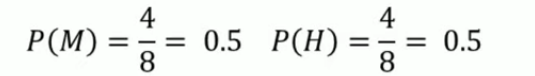 P(M) = 4/8 = 0.5 P(H) = 4/8 = 0.5